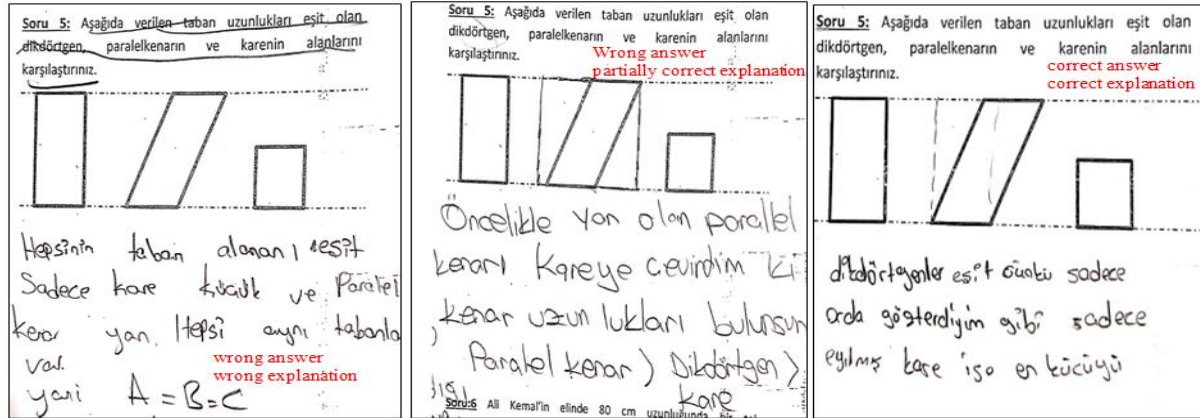 Soru 5: Aşağıda verilen taban uzunlukları eşit olan
dikdörtgen, paralelkenarın ve karenin alanlarını
karşılaştırınız.
Hepsinin taban alanan ı eşit
Sadece kare küçük ve Paralel
kenar yan. Hepsi aynı tabanla
var.
yani A = B = C
wrong answer
wrong explanation
Soru 5: Aşağıda verilen taban uzunlukları eşit olan
dikdörtgen, paralelkenarın ve karenin alanlarını
karşılaştırınız.
Wrong answer
partially correct explanation
Öncelikle yan olan parallel
kenarı Kareye Çevirdim ki
, kenar uzunlukları bulunsun
Paralel kenar > Dikdörtgen >
kare
Soru:6 Ali Kemal'in elinde 80 cm uzunluğunda bir
Soru 5: Aşağıda verilen taban uzunlukları eşit olan
dikdörtgen, paralelkenarın ve karenin alanlarını
karşılaştırınız.
correct answer
correct explanation
dikdörtgenler eşit çünkü sadece
orda gösterdiğim gibi sadece
eğilmiş kare ise en küçüğü